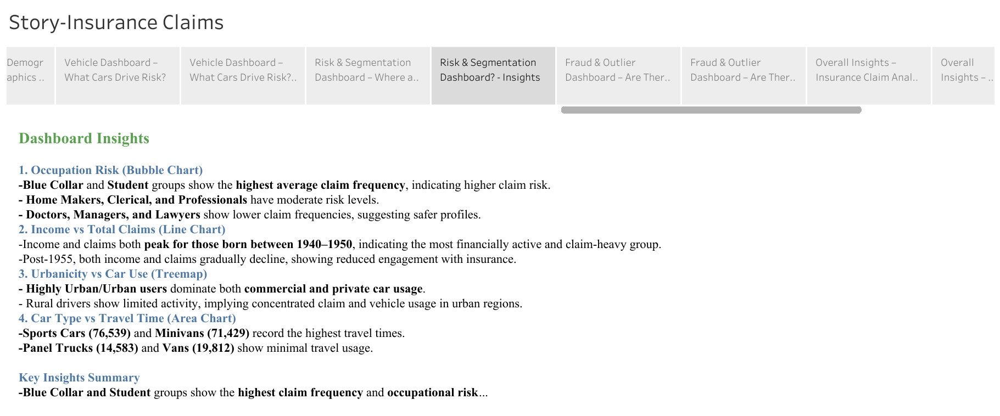 Story-Insurance Claims
Demogr
aphics ..
Vehicle Dashboard –
What Cars Drive Risk?
Vehicle Dashboard –
What Cars Drive Risk?..
Risk & Segmentation
Dashboard – Where a..
Risk & Segmentation
Dashboard? - Insights
Fraud & Outlier
Dashboard – Are Ther..
Fraud & Outlier
Dashboard – Are Ther..
Overall Insights –
Insurance Claim Anal..
Overall
Insights – ..
Dashboard Insights
1. Occupation Risk (Bubble Chart)
-Blue Collar and Student groups show the highest average claim frequency, indicating higher claim risk.
- Home Makers, Clerical, and Professionals have moderate risk levels.
- Doctors, Managers, and Lawyers show lower claim frequencies, suggesting safer profiles.
2. Income vs Total Claims (Line Chart)
-Income and claims both peak for those born between 1940–1950, indicating the most financially active and claim-heavy group.
-Post-1955, both income and claims gradually decline, showing reduced engagement with insurance.
3. Urbanicity vs Car Use (Treemap)
- Highly Urban/Urban users dominate both commercial and private car usage.
- Rural drivers show limited activity, implying concentrated claim and vehicle usage in urban regions.
4. Car Type vs Travel Time (Area Chart)
-Sports Cars (76,539) and Minivans (71,429) record the highest travel times.
-Panel Trucks (14,583) and Vans (19,812) show minimal travel usage.
Key Insights Summary
-Blue Collar and Student groups show the highest claim frequency and occupational risk...